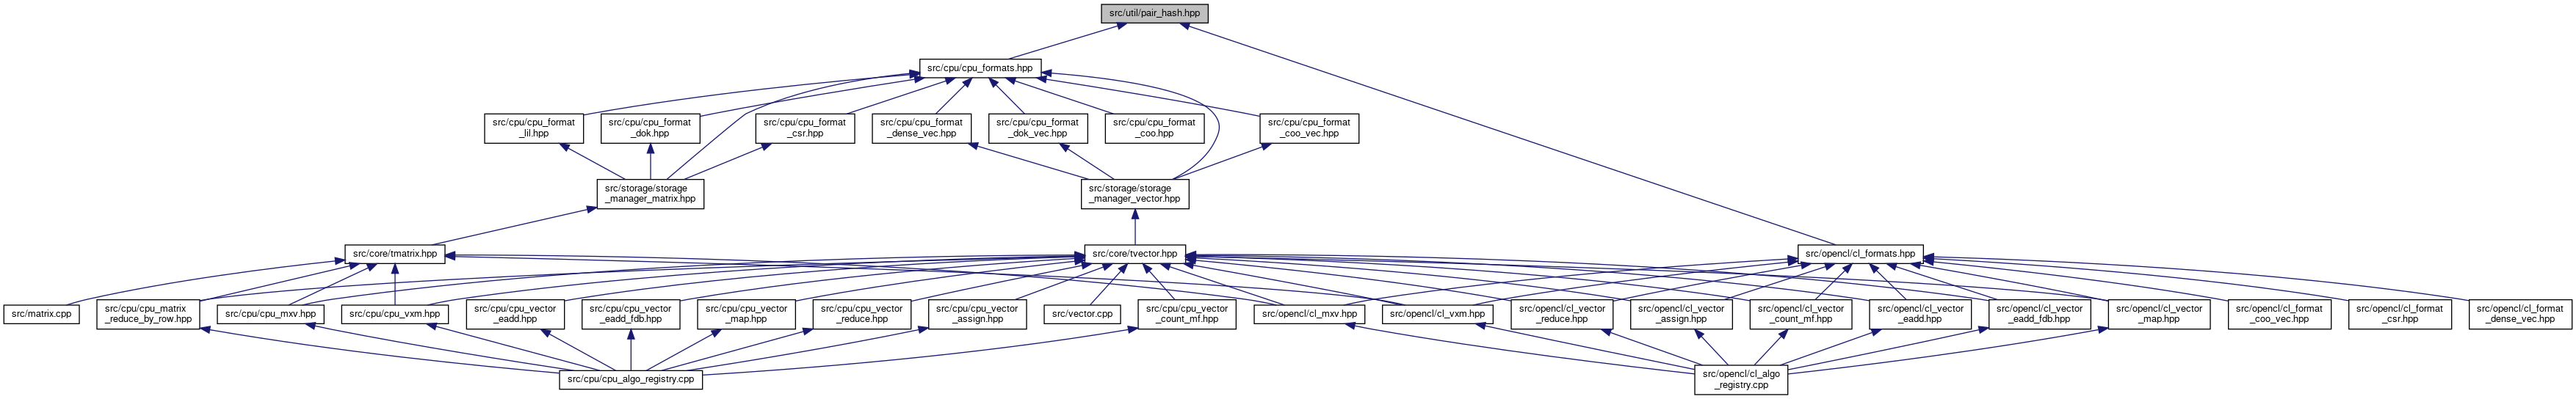 src/util/pair_hash.hpp
src/cpu/cpu_formats.hpp
src/cpu/cpu_format
_lil.hpp
src/cpu/cpu_format
_dok.hpp
src/cpu/cpu_format
_csr.hpp
src/cpu/cpu_format
_dense_vec.hpp
src/cpu/cpu_format
_dok_vec.hpp
src/cpu/cpu_format
_coo.hpp
src/cpu/cpu_format
_coo_vec.hpp
src/storage/storage
_manager_matrix.hpp
src/storage/storage
_manager_vector.hpp
src/core/tmatrix.hpp
src/core/tvector.hpp
src/opencl/cl_formats.hpp
src/matrix.cpp
src/cpu/cpu_matrix
_reduce_by_row.hpp
src/cpu/cpu_mxv.hpp
src/cpu/cpu_vxm.hpp
src/cpu/cpu_vector
_eadd.hpp
src/cpu/cpu_vector
_eadd_fdb.hpp
src/cpu/cpu_vector
_map.hpp
src/cpu/cpu_vector
_reduce.hpp
src/cpu/cpu_vector
_assign.hpp
src/vector.cpp
src/cpu/cpu_vector
_count_mf.hpp
src/opencl/cl_mxv.hpp
src/opencl/cl_vxm.hpp
src/opencl/cl_vector
_reduce.hpp
src/opencl/cl_vector
_assign.hpp
src/opencl/cl_vector
_count_mf.hpp
src/opencl/cl_vector
_eadd.hpp
src/opencl/cl_vector
_eadd_fdb.hpp
src/opencl/cl_vector
_map.hpp
src/opencl/cl_format
_coo_vec.hpp
src/opencl/cl_format
_csr.hpp
src/opencl/cl_format
_dense_vec.hpp
src/cpu/cpu_algo_registry.cpp
src/opencl/cl_algo
_registry.cpp